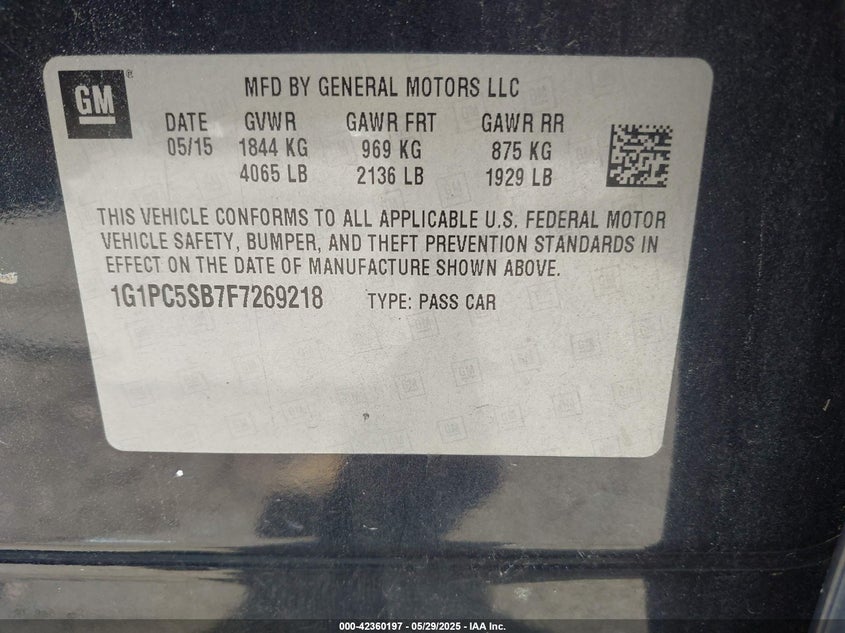 GM
MFD BY GENERAL MOTORS LLC
DATE GVWR GAWR FRT GAWR RR
05/15 1844 KG 969 KG 875 KG
4065 LB 2136 LB 1929 LB
THIS VEHICLE CONFORMS TO ALL APPLICABLE U.S. FEDERAL MOTOR
VEHICLE SAFETY, BUMPER, AND THEFT PREVENTION STANDARDS IN
EFFECT ON THE DATE OF MANUFACTURE SHOWN ABOVE.
1G1PC5SB7F7269218 TYPE: PASS CAR
000-42360197 - 05/29/2025 - IAA Inc.